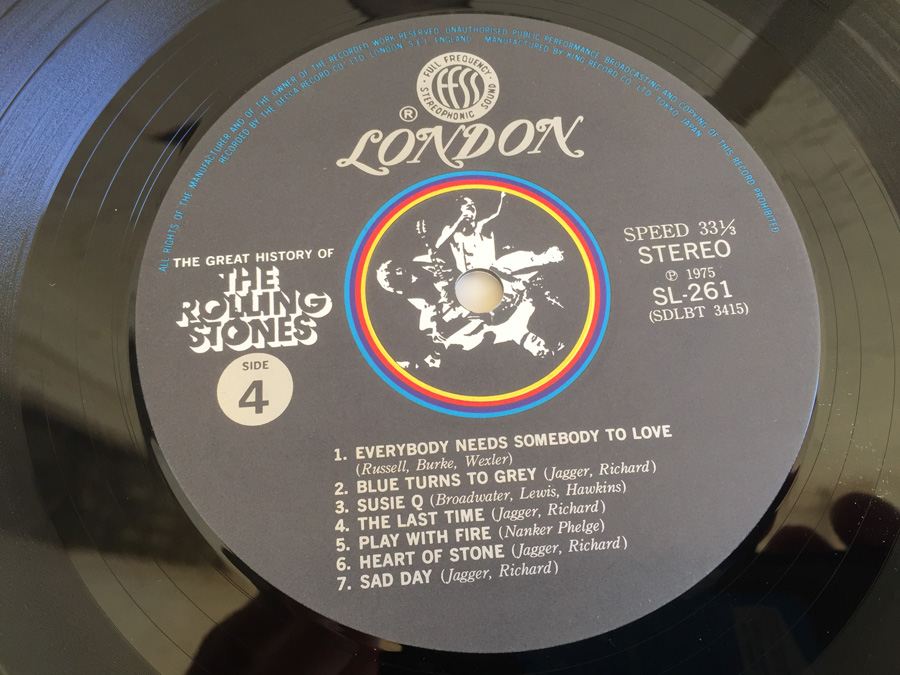 ALL RIGHTS OF THE MANUFACTURER AND OF THE OWNER OF THE RECORDED WORK RESERVED. UNAUTHORISED PUBLIC PERFORMANCE, BROADCASTING AND COPYING OF THIS RECORD PROHIBITED
RECORDED BY THE DECCA RECORD CO. LTD. LONDON S.E.1. ENGLAND MANUFACTURED BY KING RECORD CO. LTD. TOKYO JAPAN
FULL FREQUENCY
FFSS
STEREOPHONIC SOUND
®
LONDON
THE GREAT HISTORY OF
THE
ROLLING
STONES
SIDE
4
SPEED 33⅓
STEREO
Ⓟ 1975
SL-261
(SDLBT 3415)
1. EVERYBODY NEEDS SOMEBODY TO LOVE
(Russell, Burke, Wexler)
2. BLUE TURNS TO GREY (Jagger, Richard)
3. SUSIE Q (Broadwater, Lewis, Hawkins)
4. THE LAST TIME (Jagger, Richard)
5. PLAY WITH FIRE (Nanker Phelge)
6. HEART OF STONE (Jagger, Richard)
7. SAD DAY (Jagger, Richard)